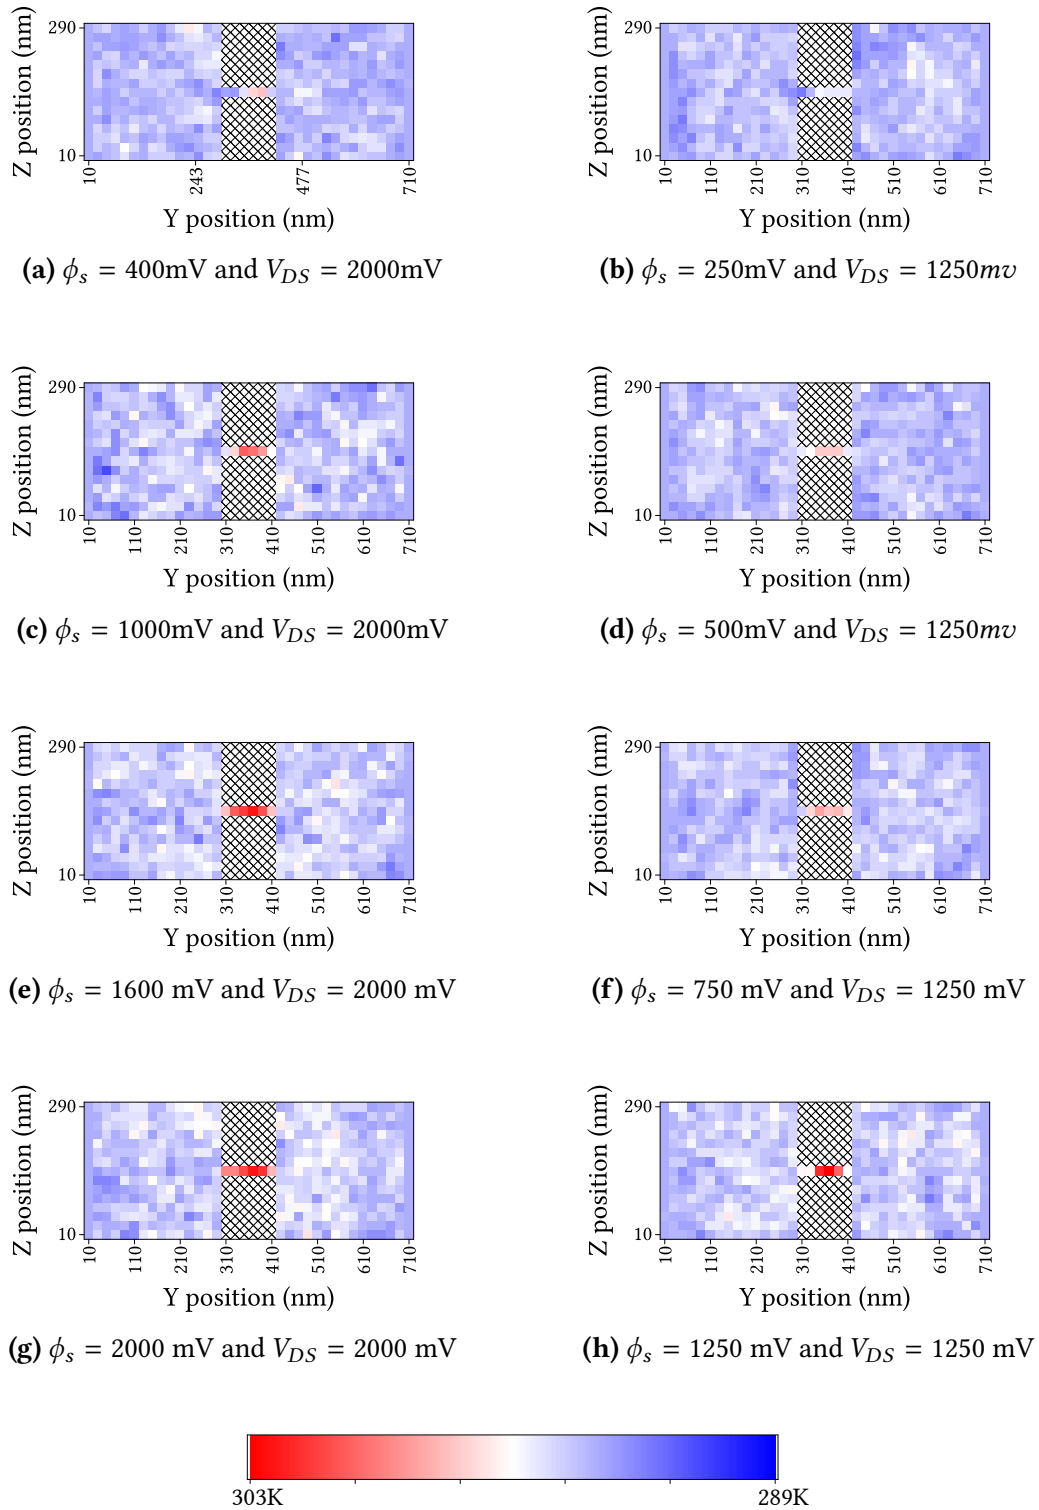 290
10
Z position (nm)
10 243 477 710
Y position (nm)
(a) ϕs = 400mV and VDS = 2000mV
290
10
Z position (nm)
10 110 210 310 410 510 610 710
Y position (nm)
(b) ϕs = 250mV and VDS = 1250mv
290
10
Z position (nm)
10 110 210 310 410 510 610 710
Y position (nm)
(c) ϕs = 1000mV and VDS = 2000mV
290
10
Z position (nm)
10 110 210 310 410 510 610 710
Y position (nm)
(d) ϕs = 500mV and VDS = 1250mv
290
10
Z position (nm)
10 110 210 310 410 510 610 710
Y position (nm)
(e) ϕs = 1600 mV and VDS = 2000 mV
290
10
Z position (nm)
10 110 210 310 410 510 610 710
Y position (nm)
(f) ϕs = 750 mV and VDS = 1250 mV
290
10
Z position (nm)
10 110 210 310 410 510 610 710
Y position (nm)
(g) ϕs = 2000 mV and VDS = 2000 mV
290
10
Z position (nm)
10 110 210 310 410 510 610 710
Y position (nm)
(h) ϕs = 1250 mV and VDS = 1250 mV
303K 289K